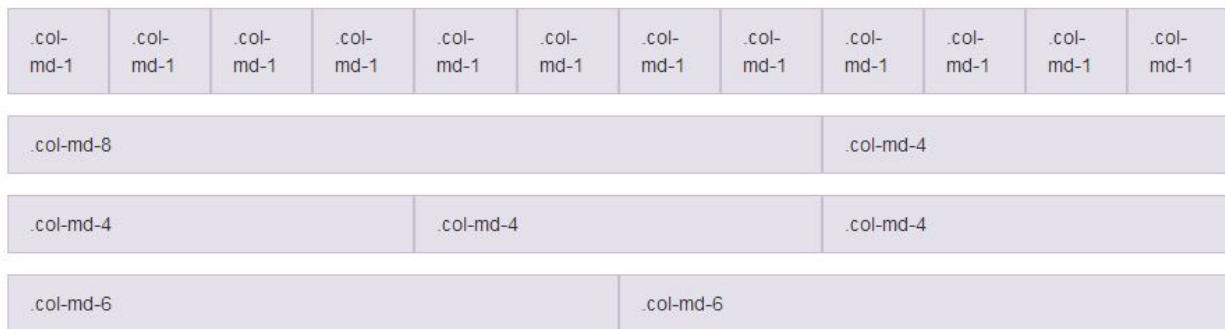 .col- .col- .col- .col- .col- .col- .col- .col- .col- .col- .col- .col-
md-1 md-1 md-1 md-1 md-1 md-1 md-1 md-1 md-1 md-1 md-1 md-1
.col-md-8 .col-md-4
.col-md-4 .col-md-4 .col-md-4
.col-md-6 .col-md-6